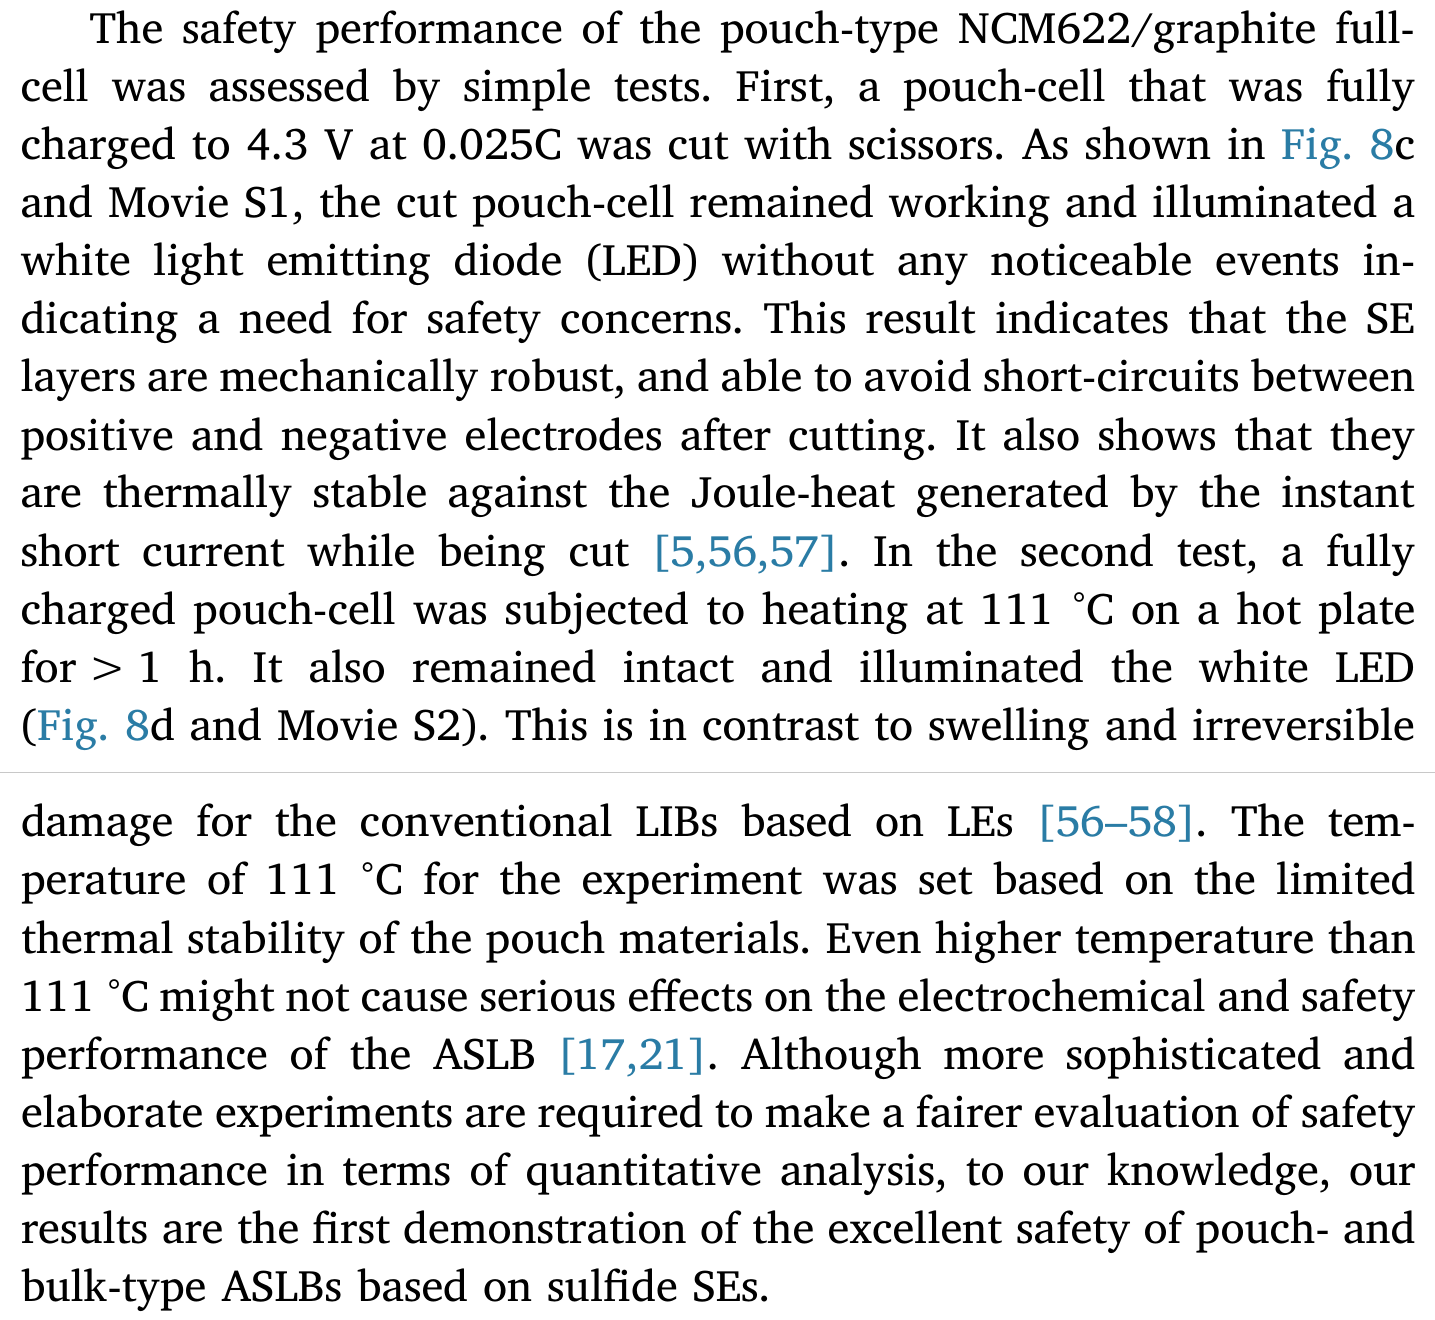 The safety performance of the pouch-type NCM622/graphite full-
cell was assessed by simple tests. First, a pouch-cell that was fully
charged to 4.3 V at 0.025C was cut with scissors. As shown in Fig. 8c
and Movie S1, the cut pouch-cell remained working and illuminated a
white light emitting diode (LED) without any noticeable events in-
dicating a need for safety concerns. This result indicates that the SE
layers are mechanically robust, and able to avoid short-circuits between
positive and negative electrodes after cutting. It also shows that they
are thermally stable against the Joule-heat generated by the instant
short current while being cut [5,56,57]. In the second test, a fully
charged pouch-cell was subjected to heating at 111 °C on a hot plate
for > 1 h. It also remained intact and illuminated the white LED
(Fig. 8d and Movie S2). This is in contrast to swelling and irreversible
damage for the conventional LIBs based on LEs [56–58]. The tem-
perature of 111 °C for the experiment was set based on the limited
thermal stability of the pouch materials. Even higher temperature than
111 °C might not cause serious effects on the electrochemical and safety
performance of the ASLB [17,21]. Although more sophisticated and
elaborate experiments are required to make a fairer evaluation of safety
performance in terms of quantitative analysis, to our knowledge, our
results are the first demonstration of the excellent safety of pouch- and
bulk-type ASLBs based on sulfide SEs.